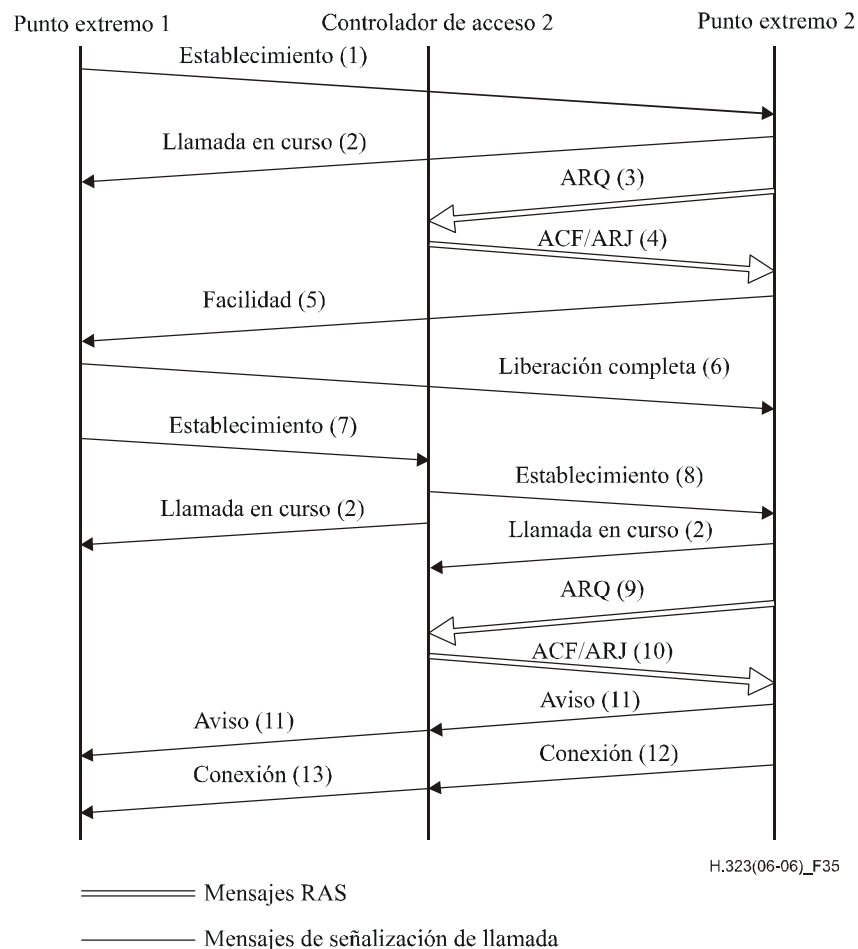 Punto extremo 1
Controlador de acceso 2
Punto extremo 2
Establecimiento (1)
Llamada en curso (2)
ARQ (3)
ACF/ARJ (4)
Facilidad (5)
Liberación completa (6)
Establecimiento (7)
Establecimiento (8)
Llamada en curso (2)
Llamada en curso (2)
ARQ (9)
ACF/ARJ (10)
Aviso (11)
Aviso (11)
Conexión (12)
Conexión (13)
H.323(06-06)_F35
Mensajes RAS
Mensajes de señalización de llamada